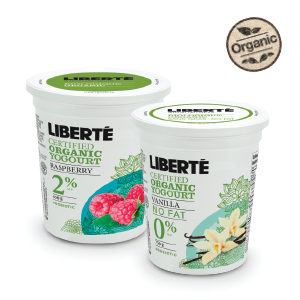 Organic
LIBERTÉ
CERTIFIED
ORGANIC
YOGOURT
RASPBERRY
2%
LIBERTÉ
CERTIFIED
ORGANIC
YOGOURT
VANILLA
NO FAT
0%